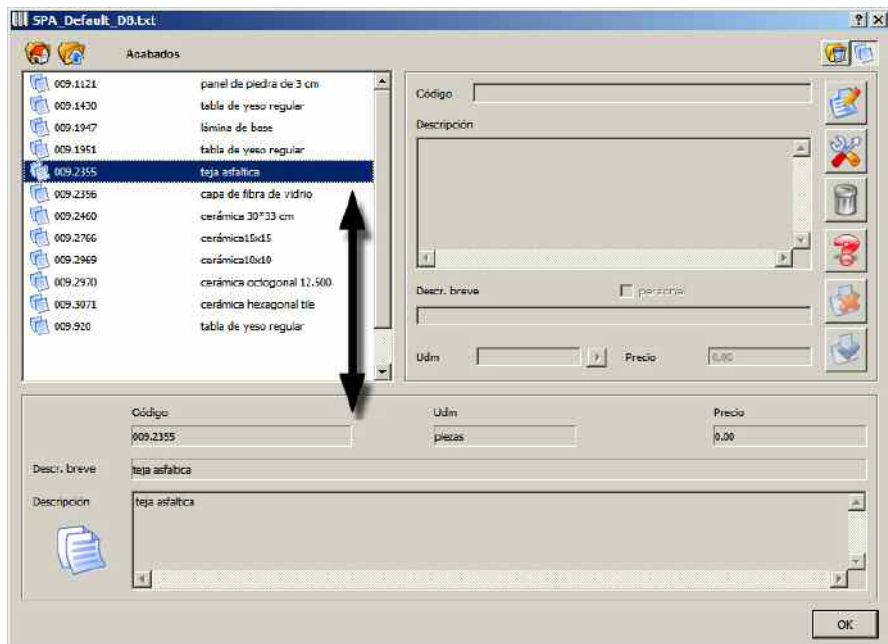 SPA_Default_DB.txt
Acabados
009.1121 panel de piedra de 3 cm
009.1430 tabla de yeso regular
009.1947 lámina de base
009.1951 tabla de yeso regular
009.2355 teja asfaltica
009.2356 capa de fibra de vidrio
009.2460 cerámica 30*33 cm
009.2766 cerámica15x15
009.2969 cerámica10x10
009.2970 cerámica octogonal 12.500
009.3071 cerámica hexagonal tile
009.920 tabla de yeso regular
Código
Descripción
Descr. breve personal
Udm Precio 0.00
Código Udm Precio
009.2355 piezas 0.00
Descr. breve teja asfaltica
Descripción teja asfaltica
OK